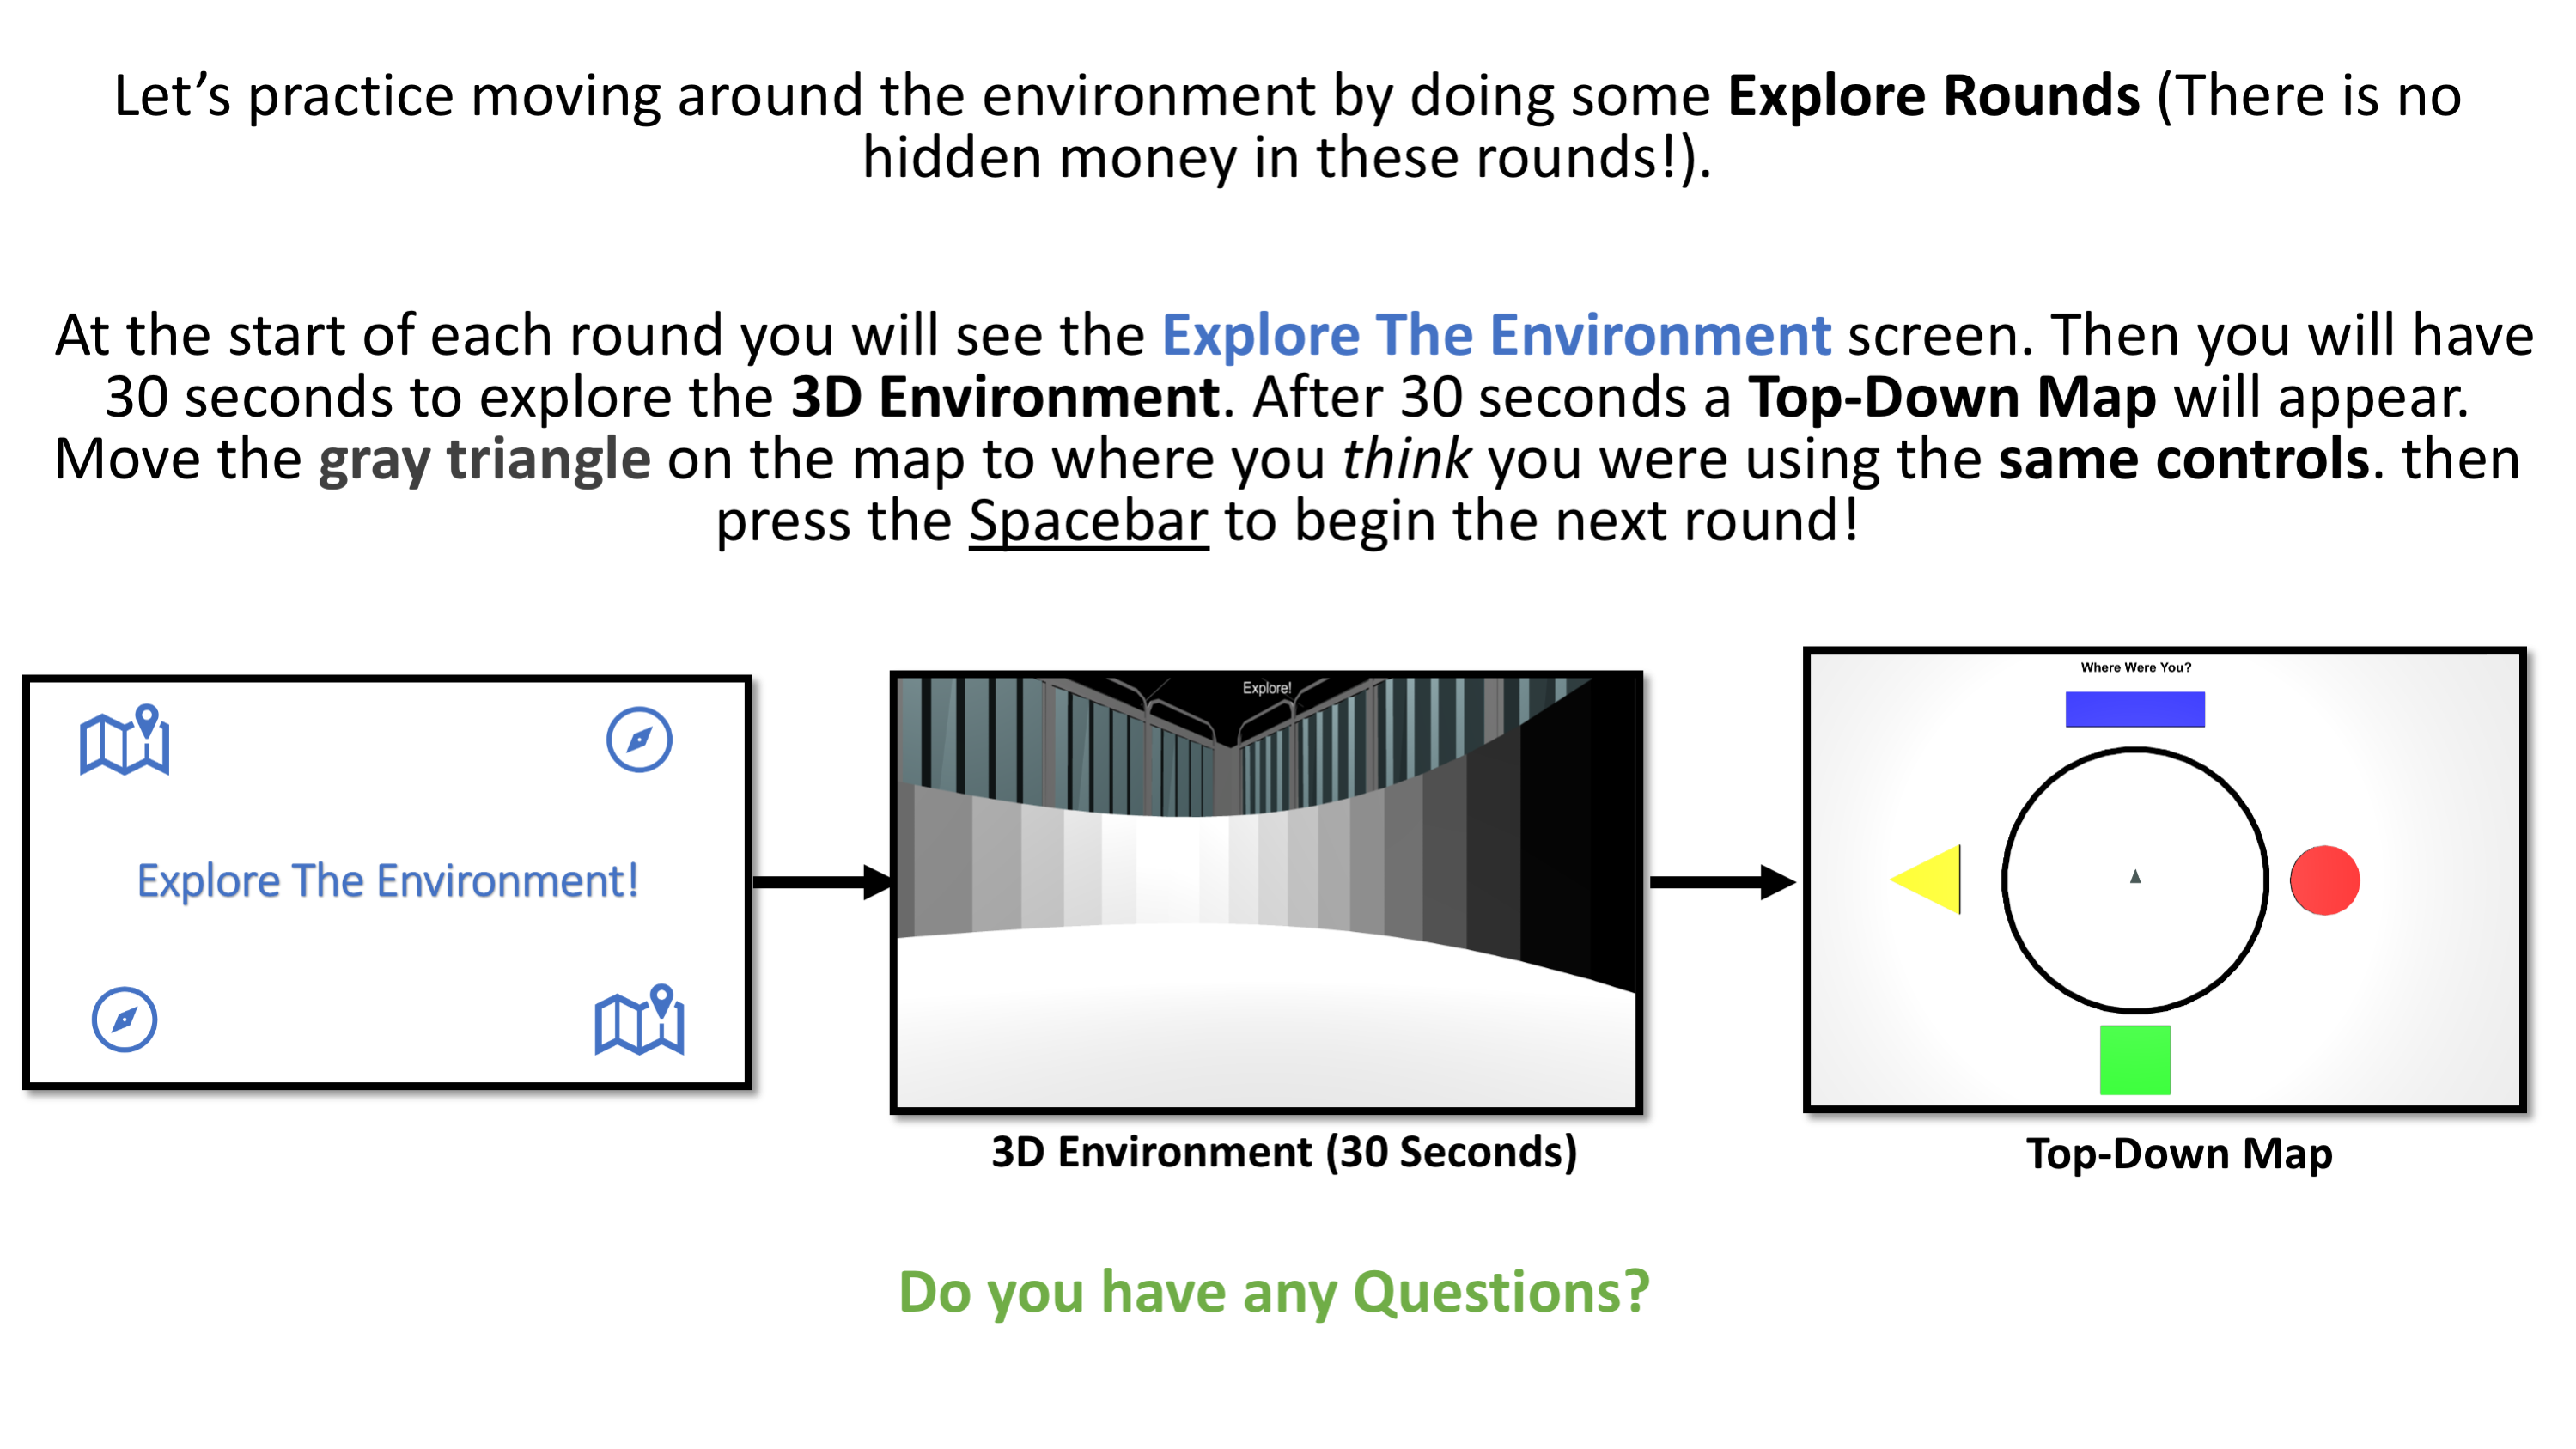 Let’s practice moving around the environment by doing some Explore Rounds (There is no
hidden money in these rounds!).
At the start of each round you will see the Explore The Environment screen. Then you will have
30 seconds to explore the 3D Environment. After 30 seconds a Top-Down Map will appear.
Move the gray triangle on the map to where you think you were using the same controls. then
press the Spacebar to begin the next round!
Explore The Environment!
Explore!
Where Were You?
3D Environment (30 Seconds)
Top-Down Map
Do you have any Questions?